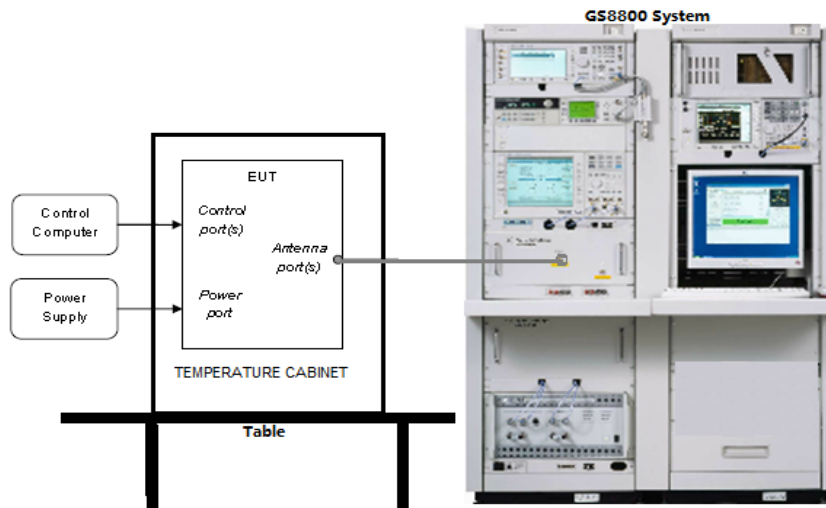 GS8800 System
EUT
Control
Computer
Control
port(s)
Antenna
port(s)
Power
Supply
Power
port
TEMPERATURE CABINET
Table